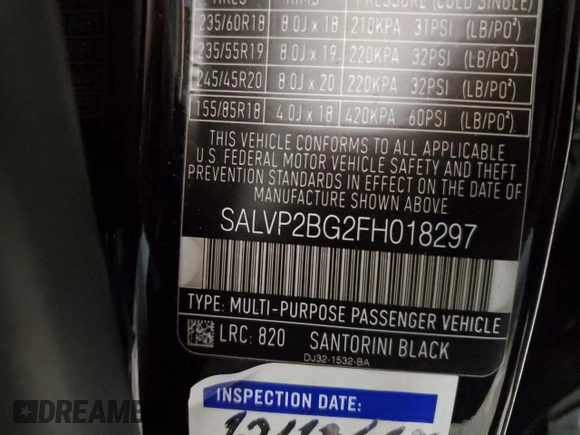 235/60R18 8.0J x 18 210KPA 31PSI (LB/PO²)
235/55R19 8.0J x 19 220KPA 32PSI (LB/PO²)
245/45R20 8.0J x 20 220KPA 32PSI (LB/PO²)
155/85R18 4.0J x 18 420KPA 60PSI (LB/PO²)
THIS VEHICLE CONFORMS TO ALL APPLICABLE
U.S. FEDERAL MOTOR VEHICLE SAFETY AND THEFT
PREVENTION STANDARDS IN EFFECT ON THE DATE OF
MANUFACTURE SHOWN ABOVE
SALVP2BG2FH018297
TYPE: MULTI-PURPOSE PASSENGER VEHICLE
LRC: 820 SANTORINI BLACK
DJ32-1532-BA
INSPECTION DATE: